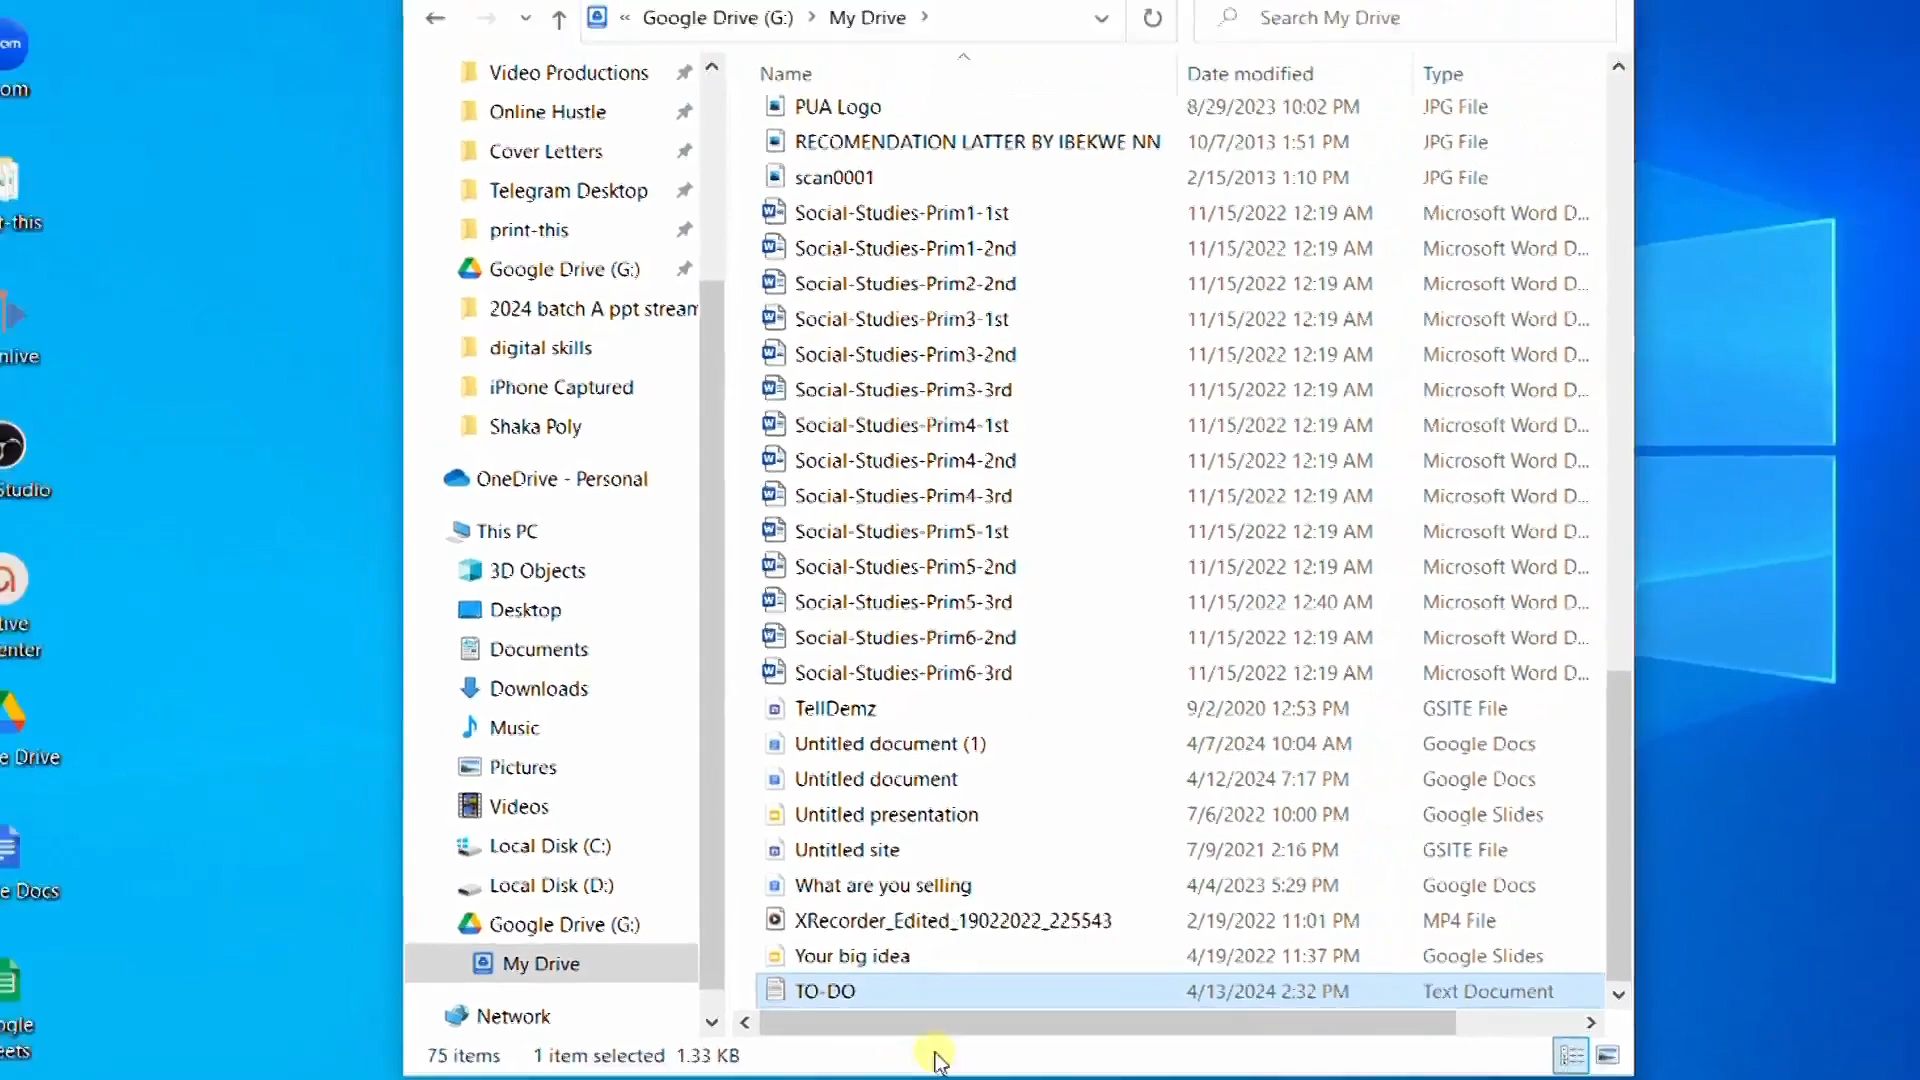 « Google Drive (G:) > My Drive >
Search My Drive
Name Date modified Type
Video Productions
Online Hustle
Cover Letters
Telegram Desktop
print-this
Google Drive (G:)
2024 batch A ppt stream
digital skills
iPhone Captured
Shaka Poly
OneDrive - Personal
This PC
3D Objects
Desktop
Documents
Downloads
Music
Pictures
Videos
Local Disk (C:)
Local Disk (D:)
Google Drive (G:)
My Drive
Network
PUA Logo 8/29/2023 10:02 PM JPG File
RECOMENDATION LATTER BY IBEKWE NN 10/7/2013 1:51 PM JPG File
scan0001 2/15/2013 1:10 PM JPG File
Social-Studies-Prim1-1st 11/15/2022 12:19 AM Microsoft Word D...
Social-Studies-Prim1-2nd 11/15/2022 12:19 AM Microsoft Word D...
Social-Studies-Prim2-2nd 11/15/2022 12:19 AM Microsoft Word D...
Social-Studies-Prim3-1st 11/15/2022 12:19 AM Microsoft Word D...
Social-Studies-Prim3-2nd 11/15/2022 12:19 AM Microsoft Word D...
Social-Studies-Prim3-3rd 11/15/2022 12:19 AM Microsoft Word D...
Social-Studies-Prim4-1st 11/15/2022 12:19 AM Microsoft Word D...
Social-Studies-Prim4-2nd 11/15/2022 12:19 AM Microsoft Word D...
Social-Studies-Prim4-3rd 11/15/2022 12:19 AM Microsoft Word D...
Social-Studies-Prim5-1st 11/15/2022 12:19 AM Microsoft Word D...
Social-Studies-Prim5-2nd 11/15/2022 12:19 AM Microsoft Word D...
Social-Studies-Prim5-3rd 11/15/2022 12:40 AM Microsoft Word D...
Social-Studies-Prim6-2nd 11/15/2022 12:19 AM Microsoft Word D...
Social-Studies-Prim6-3rd 11/15/2022 12:19 AM Microsoft Word D...
TellDemz 9/2/2020 12:53 PM GSITE File
Untitled document (1) 4/7/2024 10:04 AM Google Docs
Untitled document 4/12/2024 7:17 PM Google Docs
Untitled presentation 7/6/2022 10:00 PM Google Slides
Untitled site 7/9/2021 2:16 PM GSITE File
What are you selling 4/4/2023 5:29 PM Google Docs
XRecorder_Edited_19022022_225543 2/19/2022 11:01 PM MP4 File
Your big idea 4/19/2022 11:37 PM Google Slides
TO-DO 4/13/2024 2:32 PM Text Document
75 items 1 item selected 1.33 KB
om
t-this
nlive
Studio
tive
enter
e Drive
e Docs
gle
eets